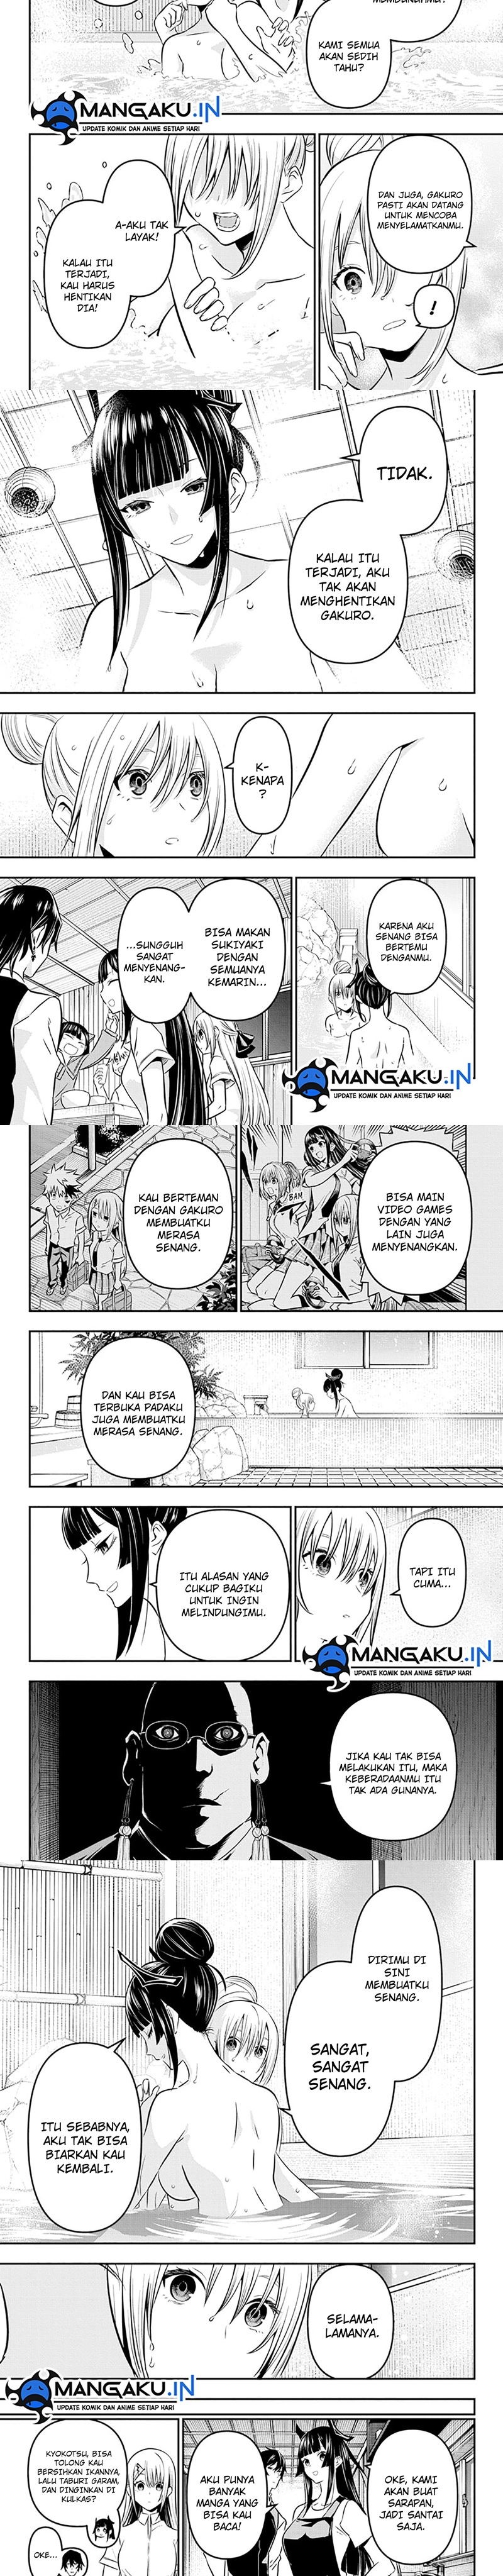 KAMI SEMUA
AKAN SEDIH
TAHU?
MANGAKU.IN
UPDATE KOMIK DAN ANIME SETIAP HARI
DAN JUGA, GAKURO
PASTI AKAN DATANG
UNTUK MENCOBA
MENYELAMATKANMU.
!
A-AKU TAK
LAYAK!
KALAU ITU
TERJADI,
KAU HARUS
HENTIKAN
DIA!
TIDAK.
KALAU ITU
TERJADI, AKU
TAK AKAN
MENGHENTIKAN
GAKURO.
K-
KENAPA
?
KARENA AKU
SENANG BISA
BERTEMU
DENGANMU.
BISA MAKAN
SUKIYAKI
DENGAN
SEMUANYA
KEMARIN...
...SUNGGUH
SANGAT
MENYENANG-
KAN.
MANGAKU.IN
UPDATE KOMIK DAN ANIME SETIAP HARI
BISA MAIN
VIDEO GAMES
DENGAN YANG
LAIN JUGA
MENYENANGKAN.
BAM
KAU BERTEMAN
DENGAN GAKURO
MEMBUATKU
MERASA
SENANG.
DAN KAU BISA
TERBUKA PADAKU
JUGA MEMBUATKU
MERASA SENANG.
TAPI ITU
CUMA...
ITU ALASAN YANG
CUKUP BAGIKU
UNTUK INGIN
MELINDUNGIMU.
MANGAKU.IN
UPDATE KOMIK DAN ANIME SETIAP HARI
JIKA KAU TAK BISA
MELAKUKAN ITU, MAKA
KEBERADAANMU ITU
TAK ADA GUNANYA.
DIRIMU DI
SINI
MEMBUATKU
SENANG.
SANGAT,
SANGAT
SENANG.
ITU SEBABNYA,
AKU TAK BISA
BIARKAN KAU
KEMBALI.
SELAMA-
LAMANYA.
MANGAKU.IN
UPDATE KOMIK DAN ANIME SETIAP HARI
OKE, KAMI
AKAN BUAT
SARAPAN,
JADI SANTAI
SAJA.
AKU PUNYA
BANYAK
MANGA YANG
BISA KAU
BACA!
KYOKOTSU, BISA
TOLONG KAU
BERSIHKAN IKANNYA,
LALU TABURI GARAM,
DAN DINGINKAN DI
KULKAS?
OKE...